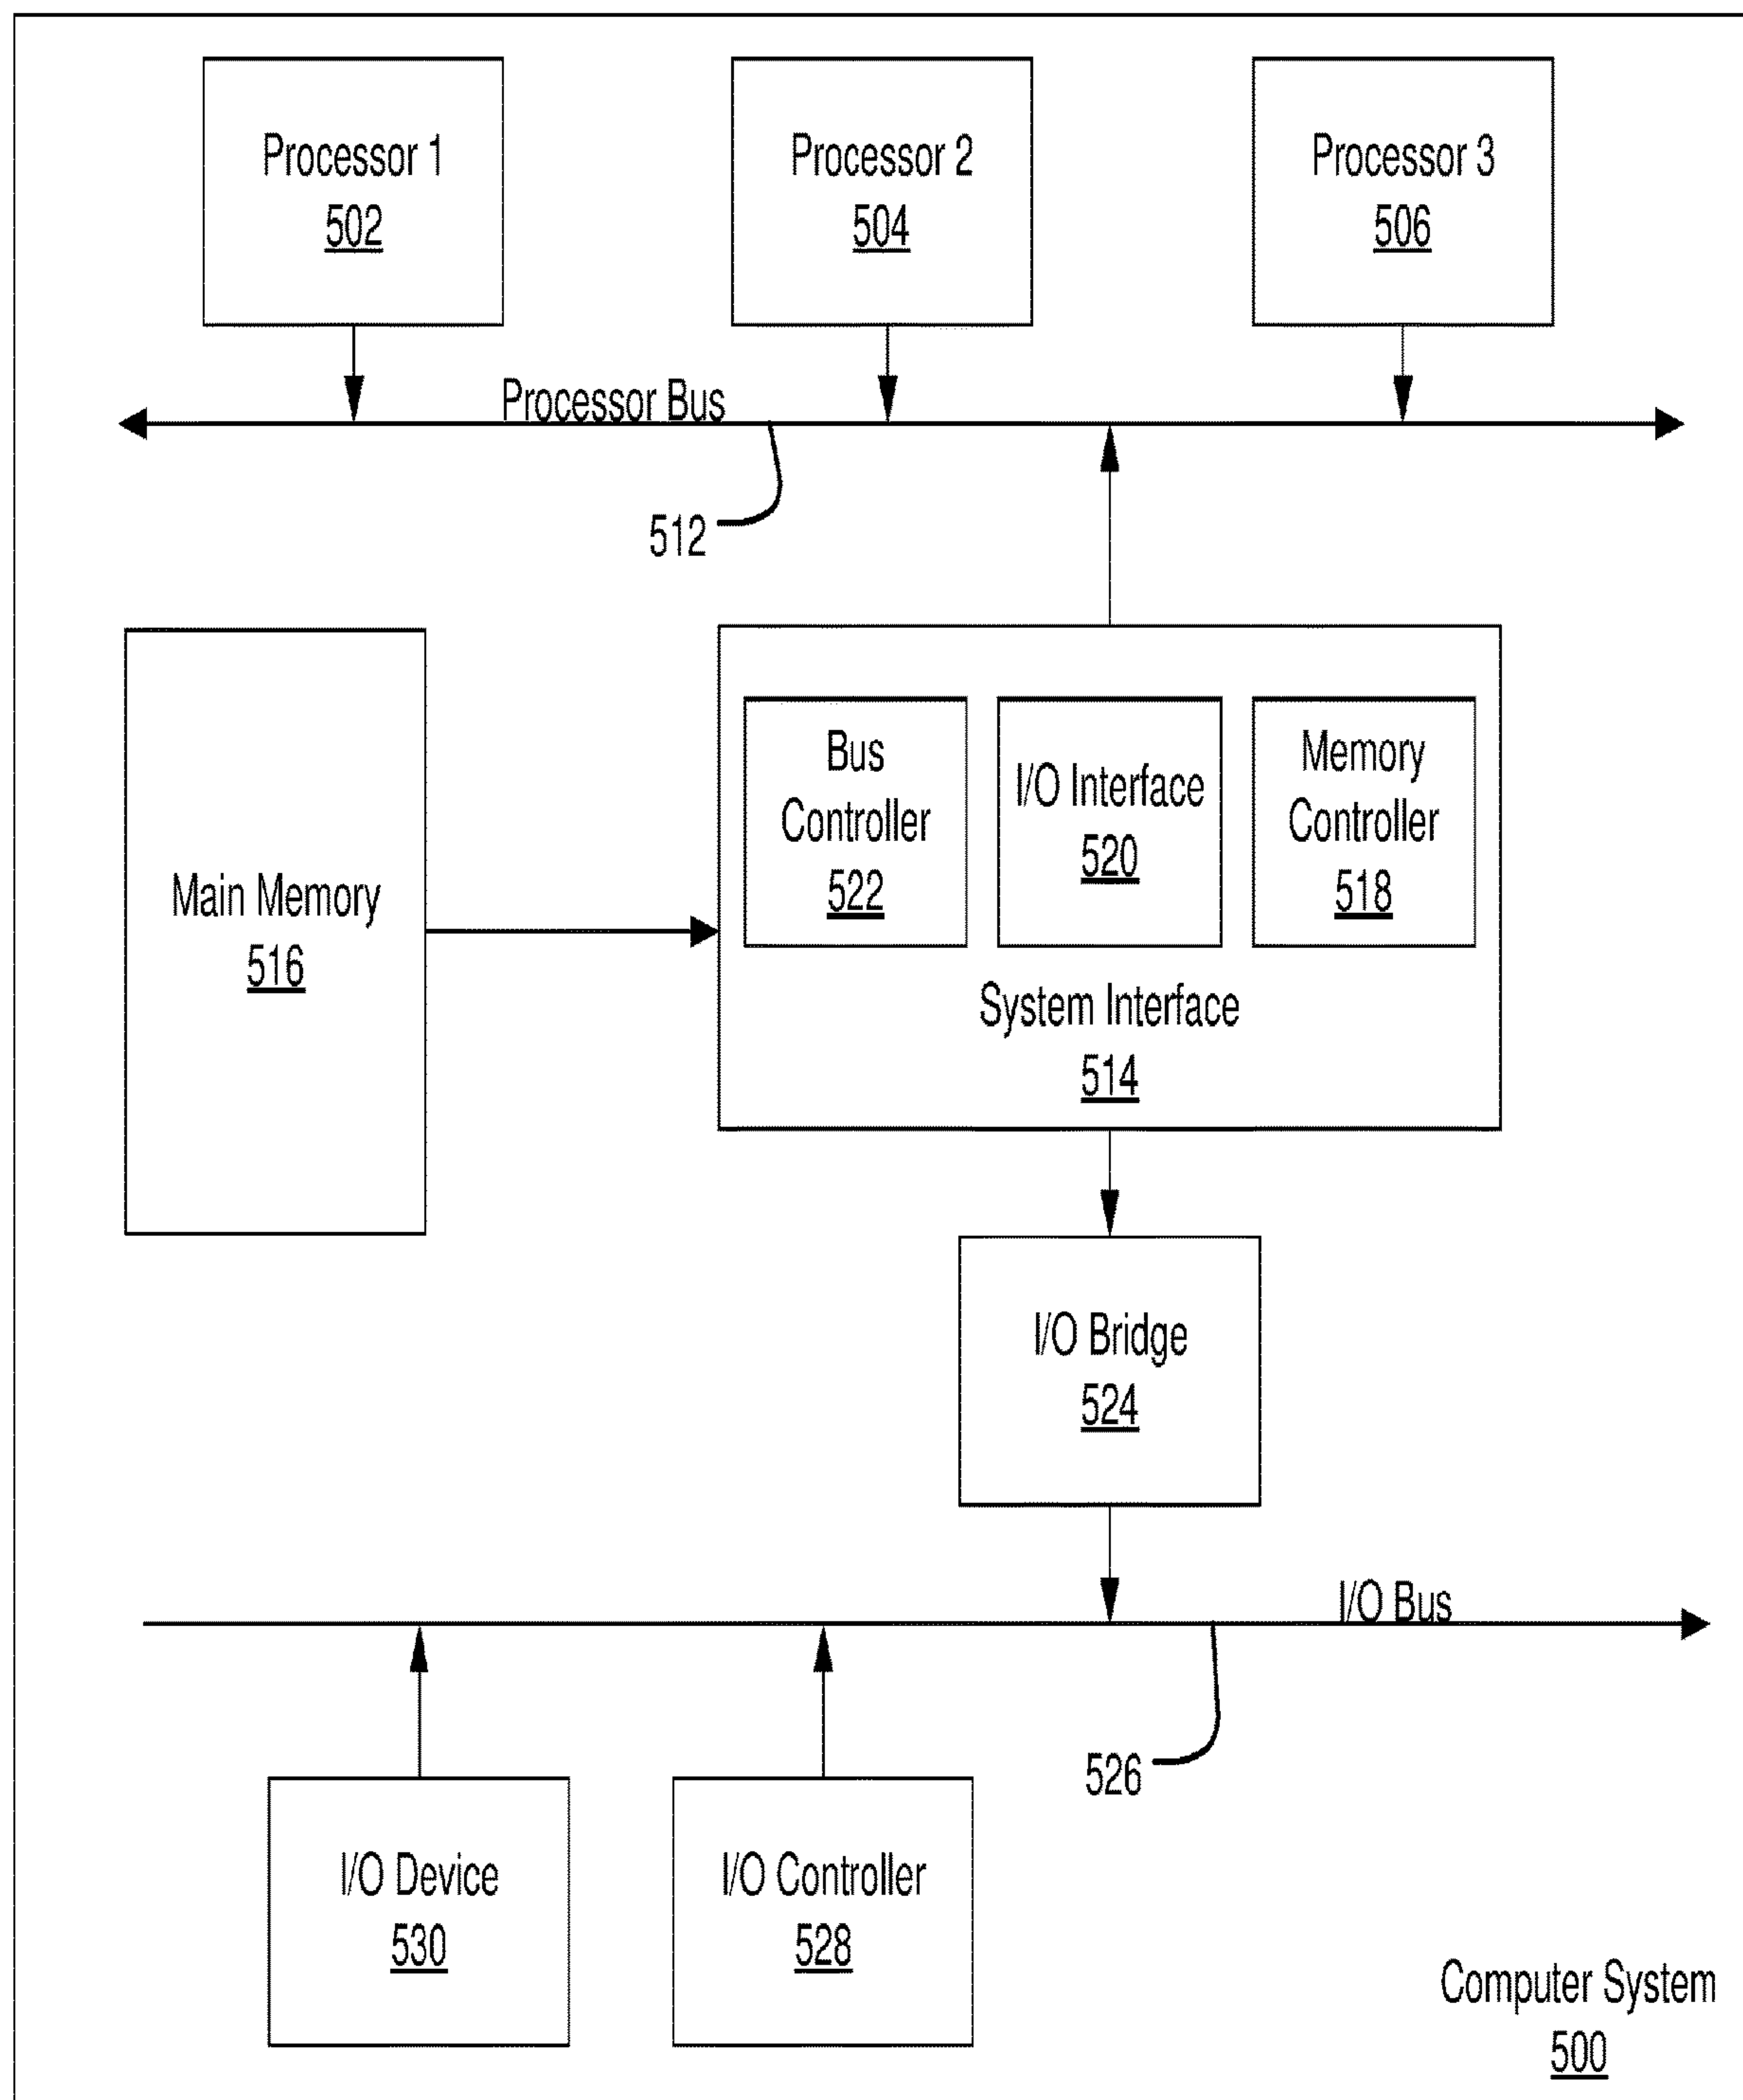 Processor 1
502
Processor 2
504
Processor 3
506
Processor Bus
512
Main Memory
516
Bus
Controller
522
I/O Interface
520
Memory
Controller
518
System Interface
514
I/O Bridge
524
I/O Bus
526
I/O Device
530
I/O Controller
528
Computer System
500